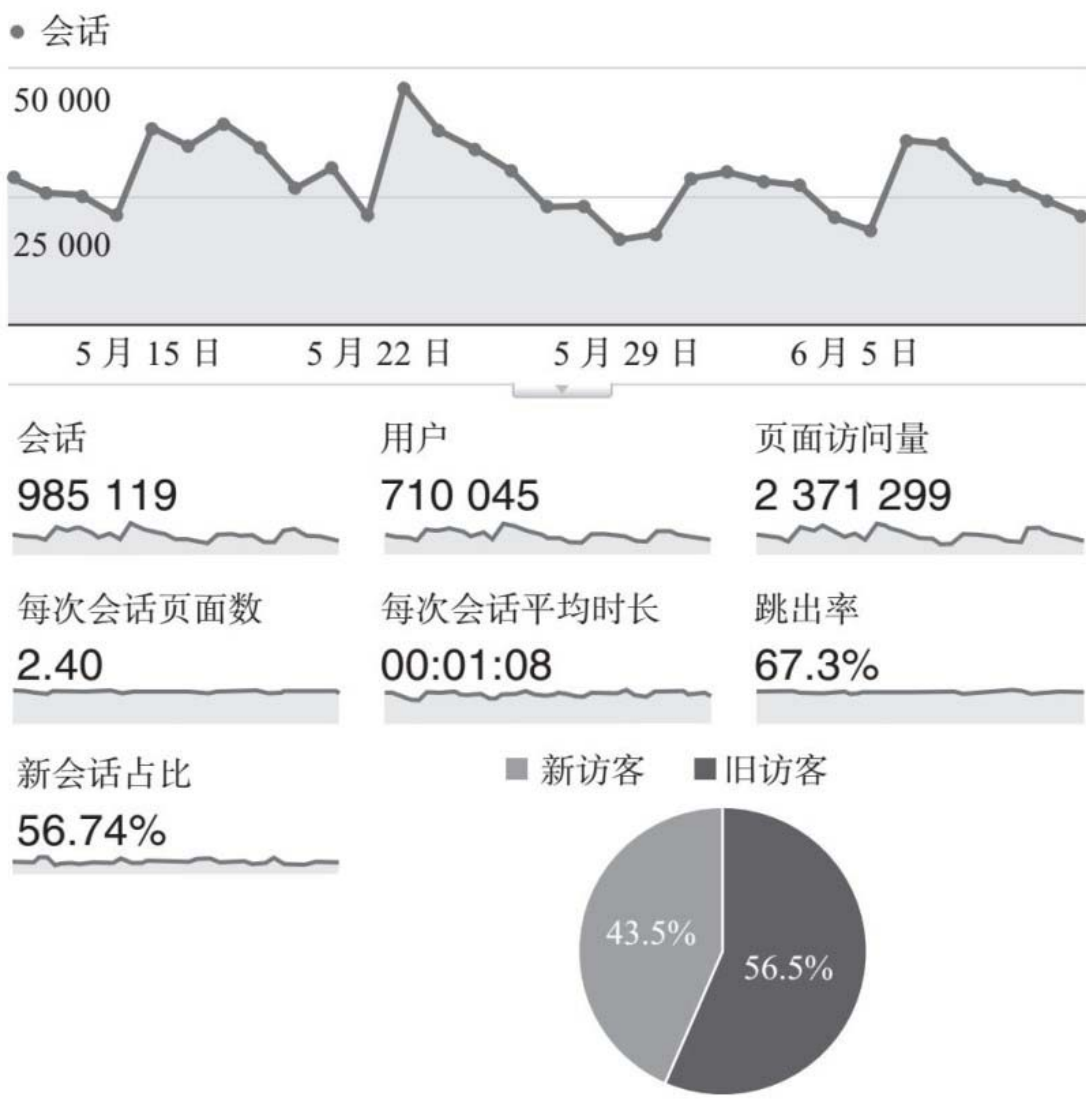 会话
50 000
25 000
5 月 15 日 5 月 22 日 5 月 29 日 6 月 5 日
会话 用户 页面访问量
985 119 710 045 2 371 299
每次会话页面数 每次会话平均时长 跳出率
2.40 00:01:08 67.3%
新会话占比 新访客 旧访客
56.74%
43.5%
56.5%